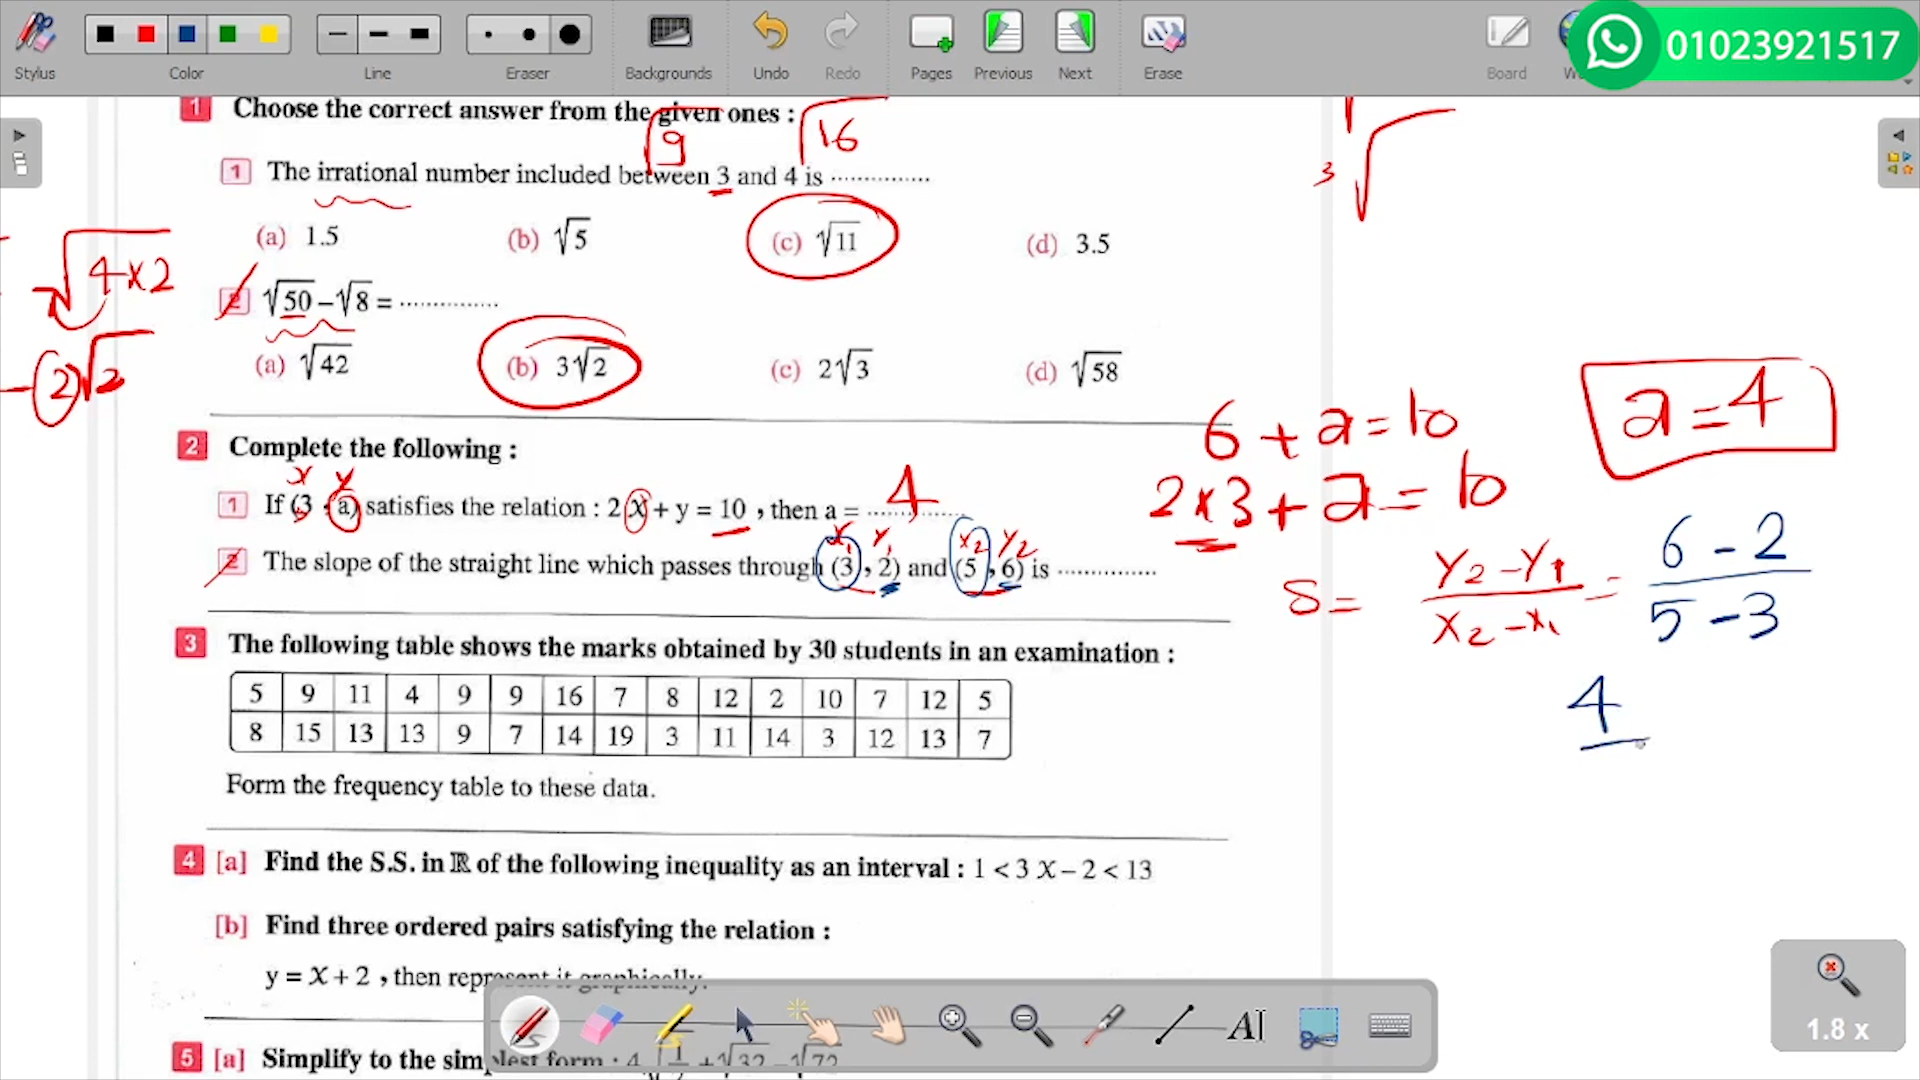 Stylus
Color
Line
Eraser
Backgrounds
Undo
Redo
Pages
Previous
Next
Erase
Board
01023921517
1 Choose the correct answer from the given ones :
√9 √16
1 The irrational number included between 3 and 4 is ...............
(a) 1.5 (b) √5 (c) √11 (d) 3.5
2 √50 – √8 = ...............
(a) √42 (b) 3√2 (c) 2√3 (d) √58
√4×2
– 2√2
3√
2 Complete the following :
x y
1 If (3 , a) satisfies the relation : 2 X + y = 10 , then a = ............... 4
x₁ y₁ x₂ y₂
2 The slope of the straight line which passes through (3 , 2) and (5 , 6) is ...............
6 + a = 10
2×3 + a = 10
a = 4
S = Y₂ – Y₁ / X₂ – X₁ = 6 – 2 / 5 – 3
4
3 The following table shows the marks obtained by 30 students in an examination :
5 9 11 4 9 9 16 7 8 12 2 10 7 12 5
8 15 13 13 9 7 14 19 3 11 14 3 12 13 7
Form the frequency table to these data.
4 [a] Find the S.S. in ℝ of the following inequality as an interval : 1 < 3 X – 2 < 13
[b] Find three ordered pairs satisfying the relation :
y = X + 2 , then represent it graphically.
5 [a] Simplify to the simplest form :
1.8 x